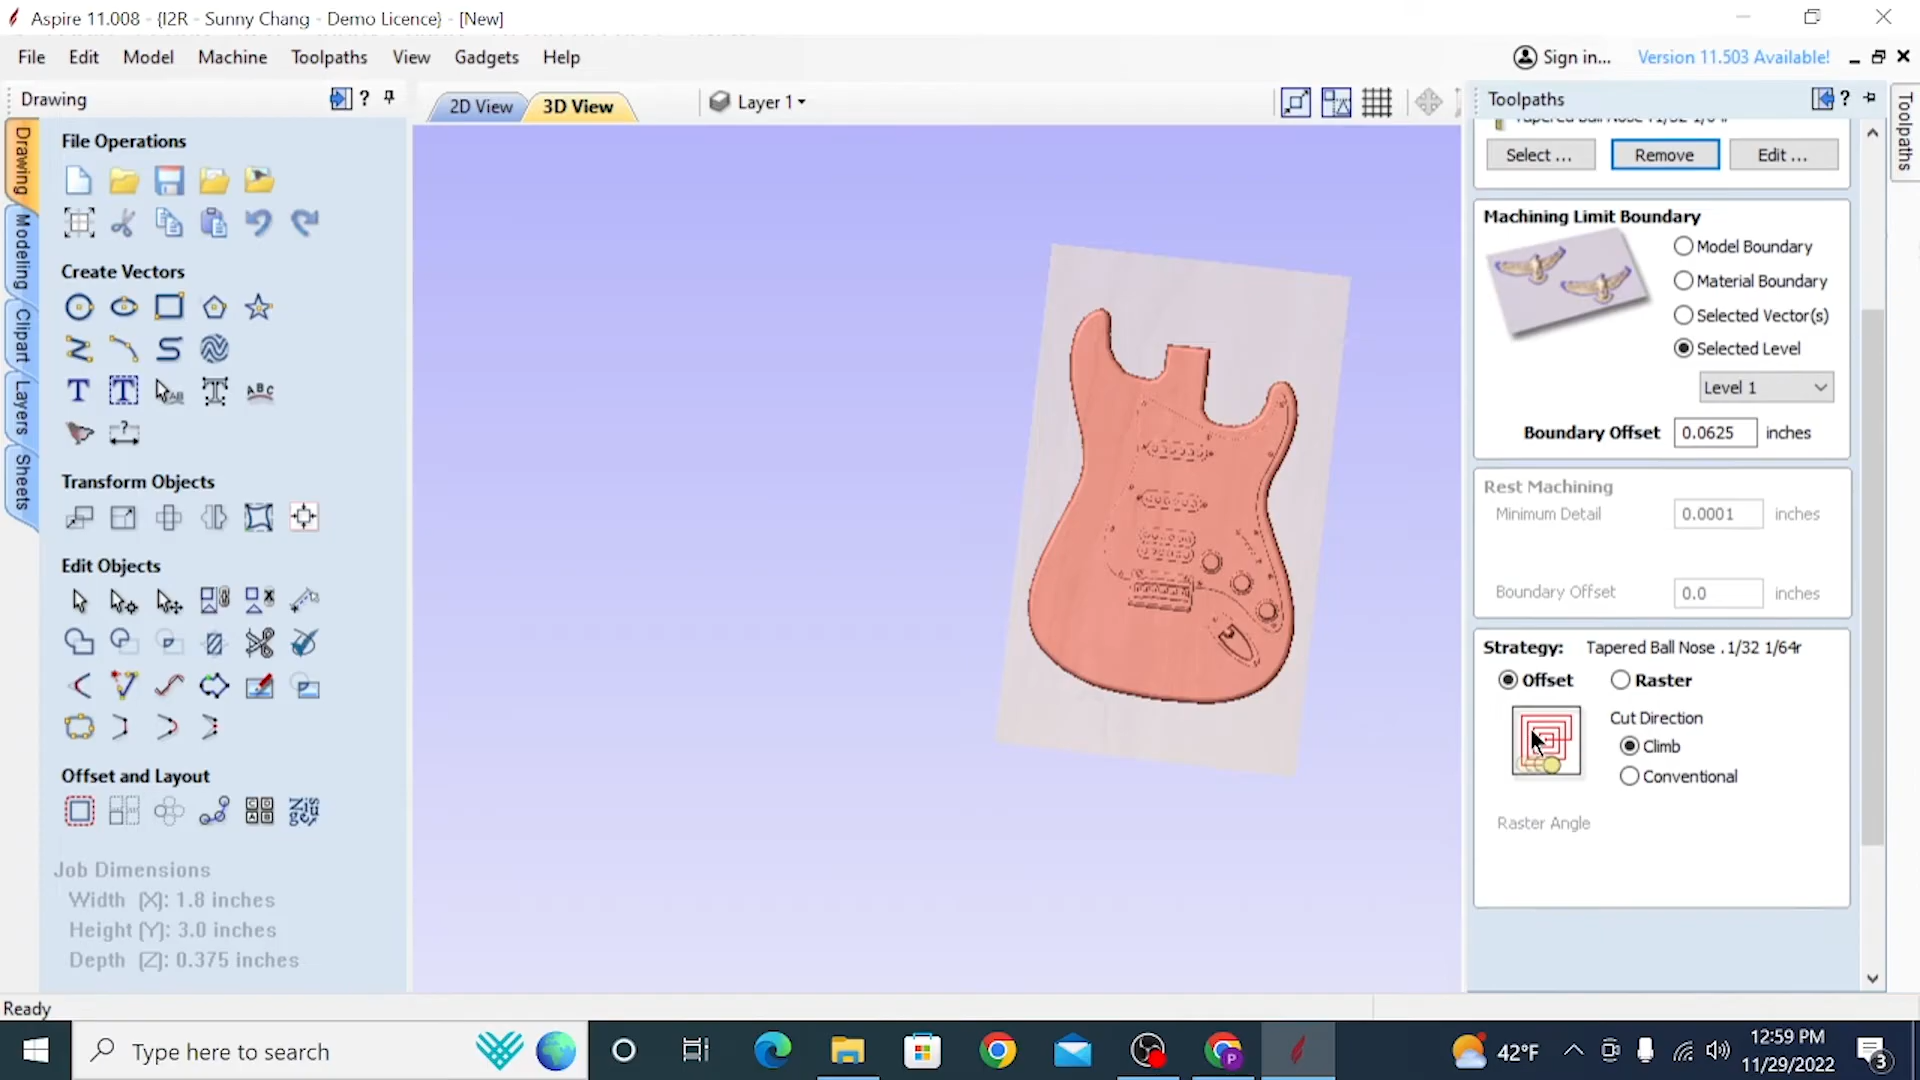 Aspire 11.008 - {I2R - Sunny Chang - Demo Licence} - [New]
File Edit Model Machine Toolpaths View Gadgets Help
Sign in...
Version 11.503 Available!
Drawing
2D View
3D View
Layer 1
Toolpaths
Toolpaths
Drawing
Modeling
Clipart
Layers
Sheets
File Operations
Create Vectors
Transform Objects
Edit Objects
Offset and Layout
Job Dimensions
Width (X): 1.8 inches
Height (Y): 3.0 inches
Depth (Z): 0.375 inches
Select ... Remove Edit ...
Machining Limit Boundary
Model Boundary
Material Boundary
Selected Vector(s)
Selected Level
Level 1
Boundary Offset 0.0625 inches
Rest Machining
Minimum Detail 0.0001 inches
Boundary Offset 0.0 inches
Strategy: Tapered Ball Nose .1/32 1/64r
Offset Raster
Cut Direction
Climb
Conventional
Raster Angle
Ready
Type here to search
42°F
12:59 PM
11/29/2022
3